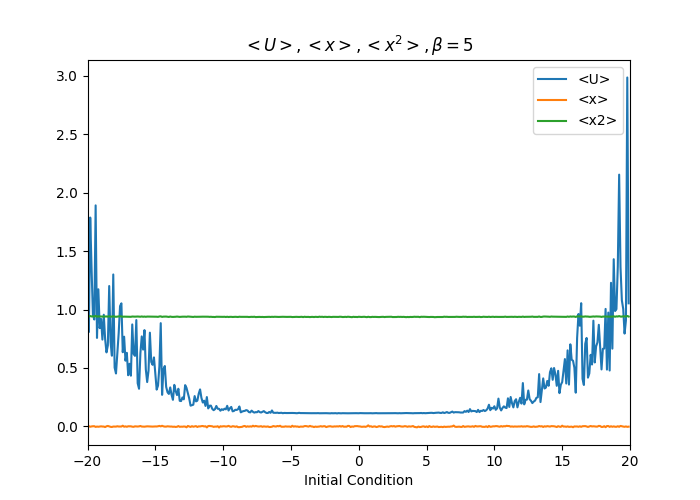 < U > , < x > , < x² > , β = 5
<U>
<x>
<x2>
3.0
2.5
2.0
1.5
1.0
0.5
0.0
−20 −15 −10 −5 0 5 10 15 20
Initial Condition